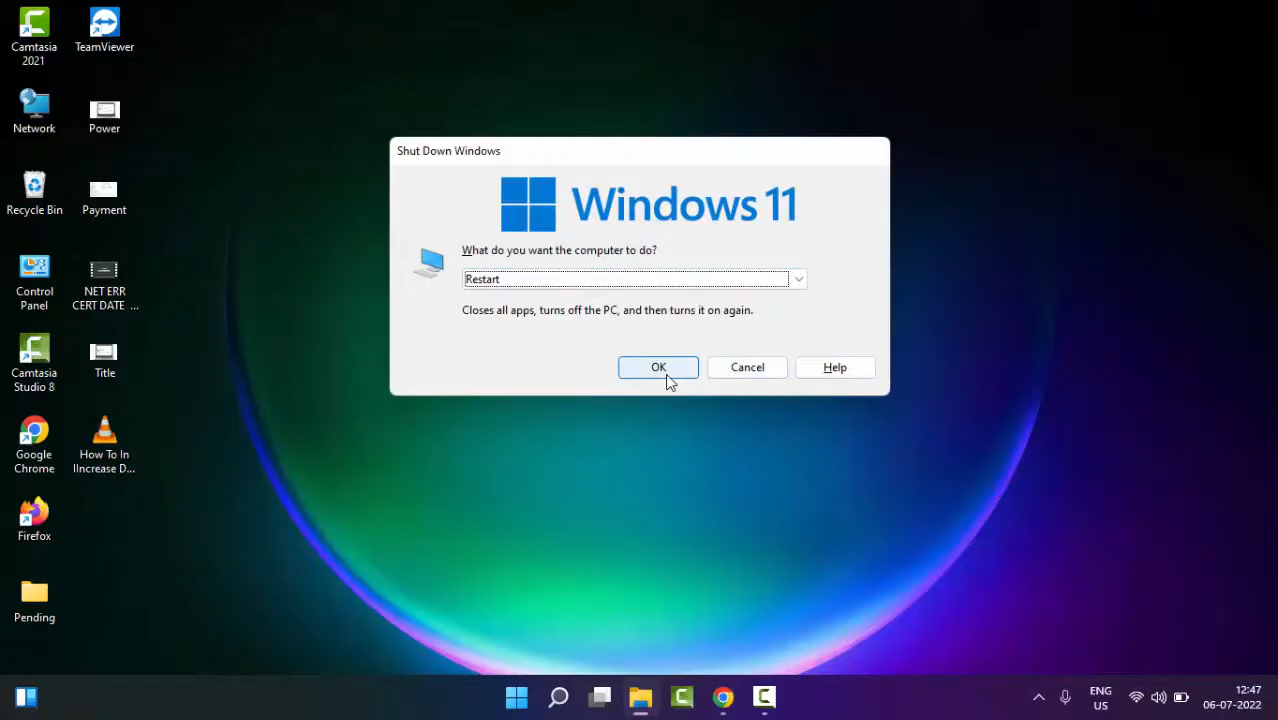 Camtasia
2021
TeamViewer
Network
Power
Recycle Bin
Payment
Control
Panel
NET ERR
CERT DATE ...
Camtasia
Studio 8
Title
Google
Chrome
How To In
IIncrease D...
Firefox
Pending
Shut Down Windows
Windows 11
What do you want the computer to do?
Restart
Closes all apps, turns off the PC, and then turns it on again.
OK
Cancel
Help
ENG
US
12:47
06-07-2022